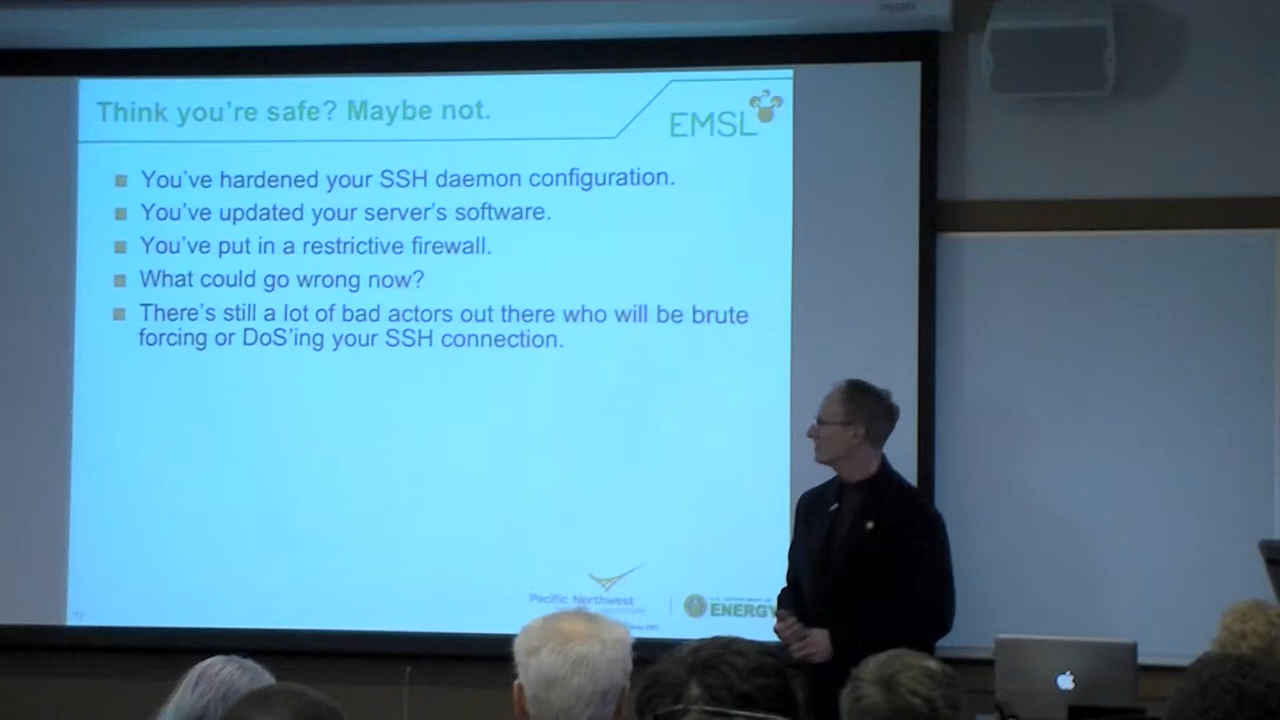 Think you're safe? Maybe not.
EMSL
You've hardened your SSH daemon configuration.
You've updated your server's software.
You've put in a restrictive firewall.
What could go wrong now?
There's still a lot of bad actors out there who will be brute
forcing or DoS'ing your SSH connection.
Pacific Northwest
ENERGY